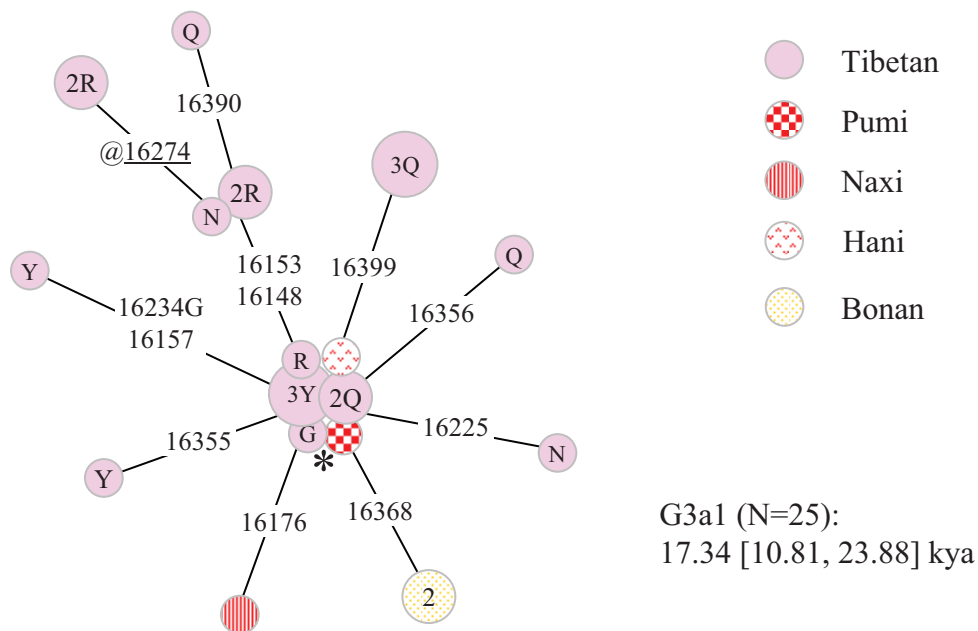 Q
2R
16390
@16274
2R
N
3Q
16153
16148
16399
Q
Y
16234G
16157
16356
R
3Y
2Q
G
*
16355
Y
16225
N
16176
16368
2
Tibetan
Pumi
Naxi
Hani
Bonan
G3a1 (N=25):
17.34 [10.81, 23.88] kya